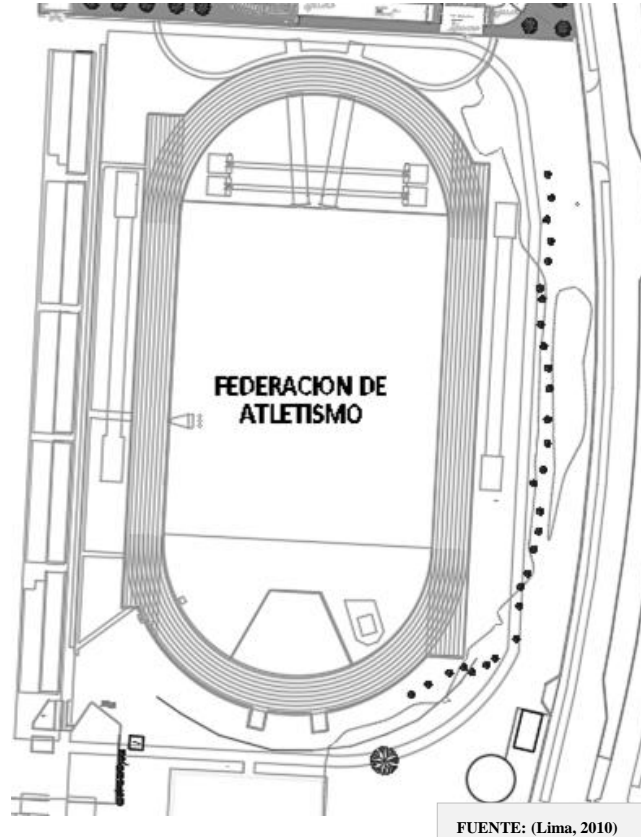 FEDERACION DE
ATLETISMO
FUENTE: (Lima, 2010)